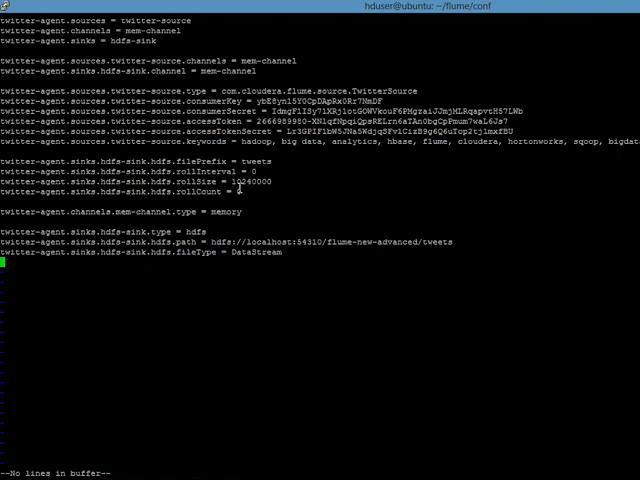 hduser@ubuntu: ~/flume/conf
twitter-agent.sources = twitter-source
twitter-agent.channels = mem-channel
twitter-agent.sinks = hdfs-sink
twitter-agent.sources.twitter-source.channels = mem-channel
twitter-agent.sinks.hdfs-sink.channel = mem-channel
twitter-agent.sources.twitter-source.type = com.cloudera.flume.source.TwitterSource
twitter-agent.sources.twitter-source.consumerKey =
twitter-agent.sources.twitter-source.consumerSecret =
twitter-agent.sources.twitter-source.accessToken =
twitter-agent.sources.twitter-source.accessTokenSecret =
twitter-agent.sources.twitter-source.keywords = hadoop, big data, analytics, hbase, flume, cloudera, hortonworks, sqoop, bigdata
twitter-agent.sinks.hdfs-sink.hdfs.filePrefix = tweets
twitter-agent.sinks.hdfs-sink.hdfs.rollInterval = 0
twitter-agent.sinks.hdfs-sink.hdfs.rollSize = 10240000
twitter-agent.sinks.hdfs-sink.hdfs.rollCount = 0
twitter-agent.channels.mem-channel.type = memory
twitter-agent.sinks.hdfs-sink.type = hdfs
twitter-agent.sinks.hdfs-sink.hdfs.path = hdfs://localhost:54310/flume-new-advanced/tweets
twitter-agent.sinks.hdfs-sink.hdfs.fileType = DataStream
--No lines in buffer--